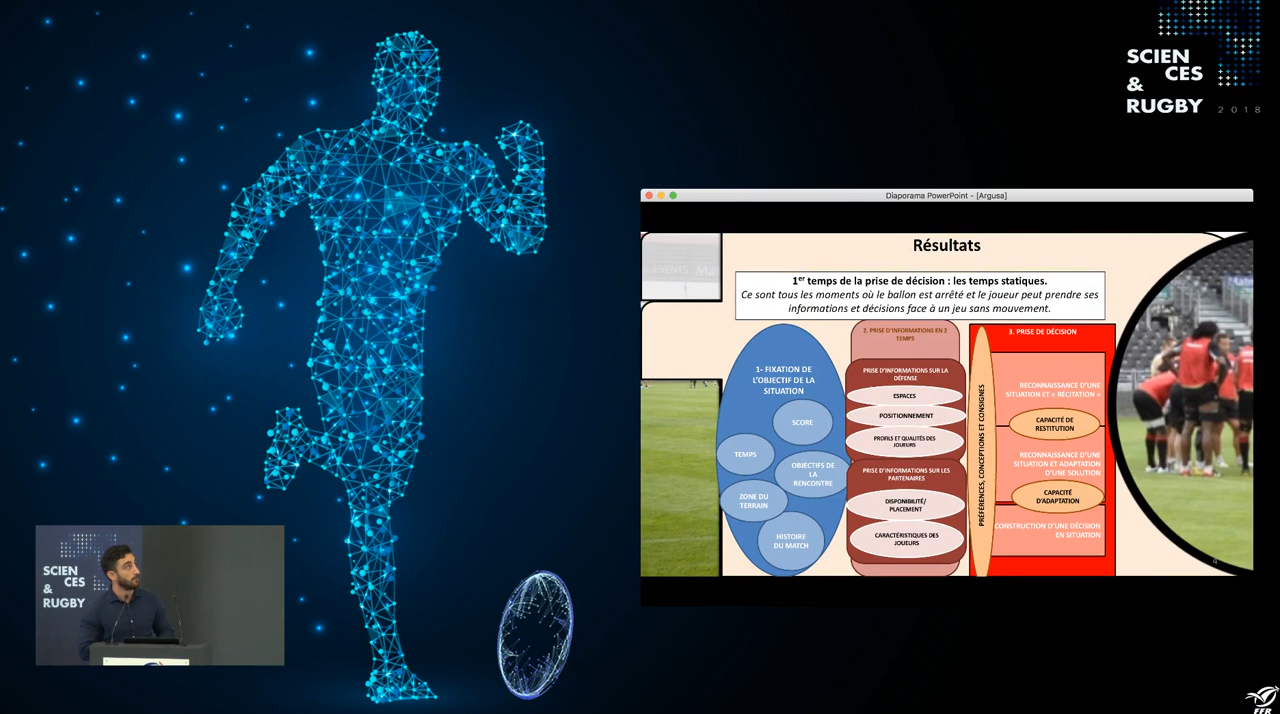 SCIEN
CES
&
RUGBY 2018
Diaporama PowerPoint - [Argusa]
Résultats
1er temps de la prise de décision : les temps statiques.
Ce sont tous les moments où le ballon est arrêté et le joueur peut prendre ses
informations et décisions face à un jeu sans mouvement.
1- FIXATION DE
L'OBJECTIF DE LA
SITUATION
SCORE
TEMPS
OBJECTIFS DE
LA
RENCONTRE
ZONE DU
TERRAIN
HISTOIRE
DU MATCH
2. PRISE D'INFORMATIONS EN 2
TEMPS
PRISE D'INFORMATIONS SUR LA
DÉFENSE
ESPACES
POSITIONNEMENT
PROFILS ET QUALITÉS DES
JOUEURS
PRISE D'INFORMATIONS SUR LES
PARTENAIRES
DISPONIBILITÉ/
PLACEMENT
CARACTÉRISTIQUES DES
JOUEURS
PRÉFÉRENCES, CONCEPTIONS ET CONSIGNES
3. PRISE DE DÉCISION
RECONNAISSANCE D'UNE
SITUATION ET « RÉCITATION »
CAPACITÉ DE
RESTITUTION
RECONNAISSANCE D'UNE
SITUATION ET ADAPTATION
D'UNE SOLUTION
CAPACITÉ
D'ADAPTATION
CONSTRUCTION D'UNE DÉCISION
EN SITUATION
SCIEN
CES
&
RUGBY
FFR